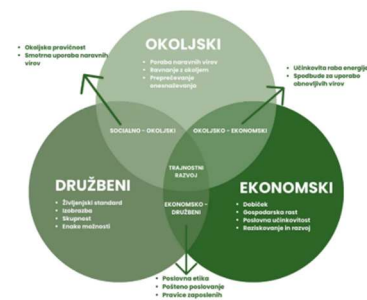 OKOLJSKI
• Poraba naravnih virov
• Ravnanje z okoljem
• Preprečevanje
onesnaževanja
• Okoljska pravičnost
• Smotrna uporaba naravnih
virov
• Učinkovita raba energije
• Spodbude za uporabo
obnovljivih virov
SOCIALNO - OKOLJSKI
OKOLJSKO - EKONOMSKI
TRAJNOSTNI
RAZVOJ
DRUŽBENI
• Življenjski standard
• Izobrazba
• Skupnost
• Enake možnosti
EKONOMSKO -
DRUŽBENI
EKONOMSKI
• Dobiček
• Gospodarska rast
• Poslovna učinkovitost
• Raziskovanje in razvoj
• Poslovna etika
• Pošteno poslovanje
• Pravice zaposlenih